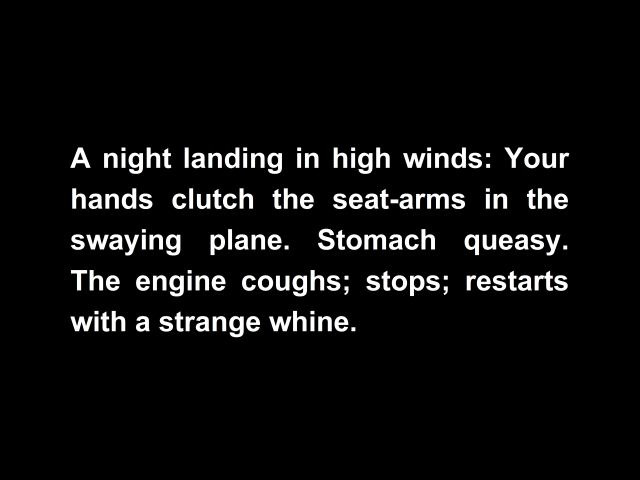 A night landing in high winds: Your
hands clutch the seat-arms in the
swaying plane. Stomach queasy.
The engine coughs; stops; restarts
with a strange whine.